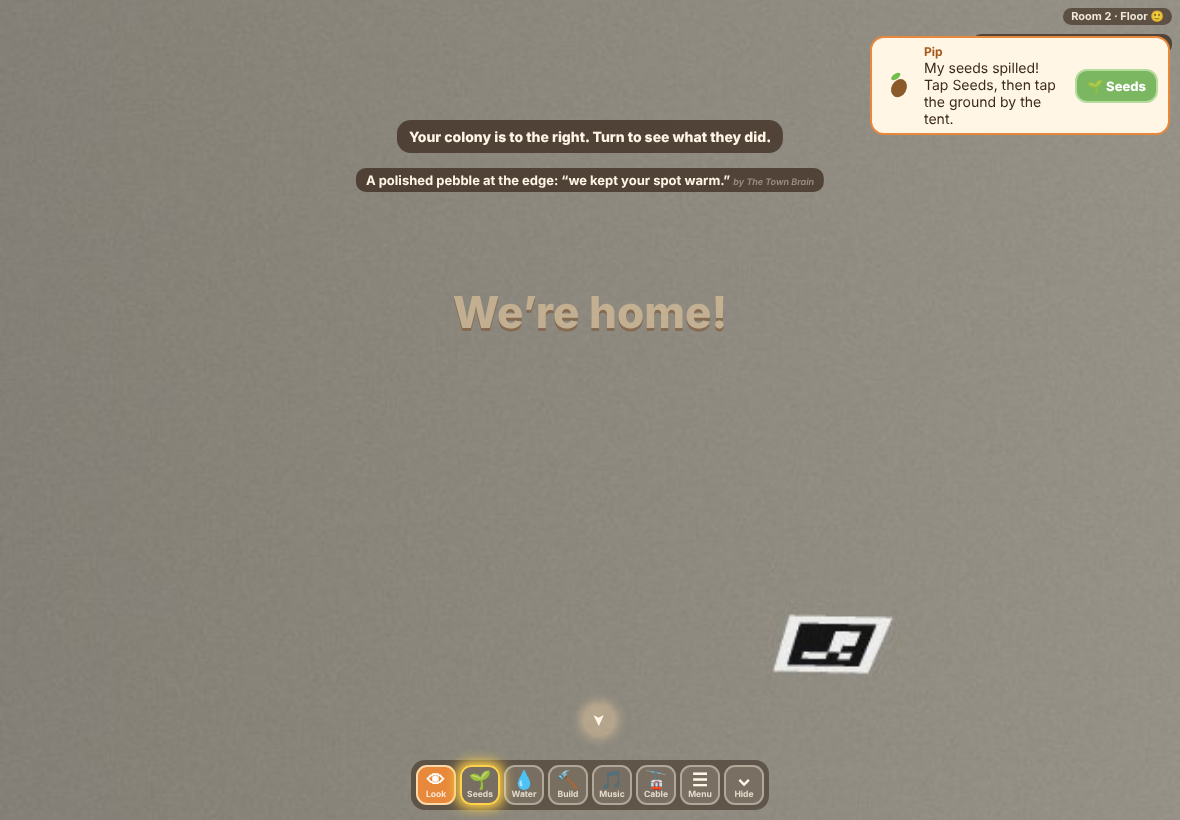 Room 2 · Floor 🙂
Pip
My seeds spilled!
Tap Seeds, then tap
the ground by the
tent.
🌱 Seeds
Your colony is to the right. Turn to see what they did.
A polished pebble at the edge: “we kept your spot warm.” by The Town Brain
We’re home!
Look
Seeds
Water
Build
Music
Cable
Menu
Hide